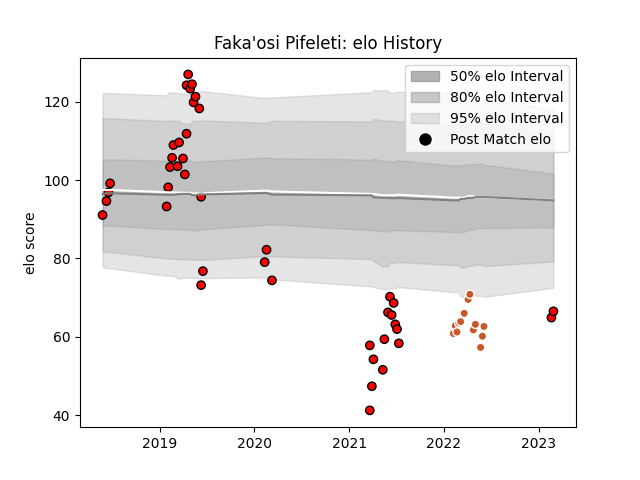 Faka'osi Pifeleti: elo History
50% elo Interval
80% elo Interval
95% elo Interval
Post Match elo
elo score
120
100
80
60
40
2019 2020 2021 2022 2023